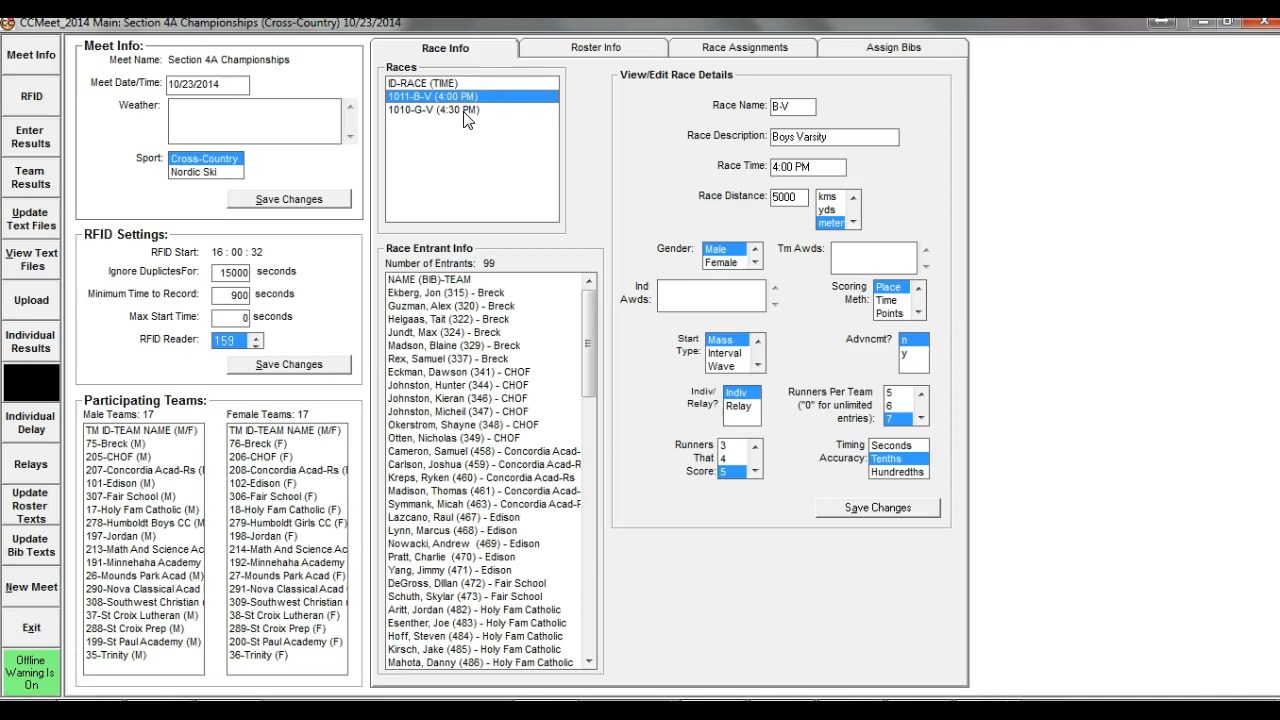 CCMeet_2014 Main: Section 4A Championships (Cross-Country) 10/23/2014
Meet Info
RFID
Enter
Results
Team
Results
Update
Text Files
View Text
Files
Upload
Individual
Results
Individual
Delay
Relays
Update
Roster
Texts
Update
Bib Texts
New Meet
Exit
Offline
Warning Is
On
Meet Info:
Meet Name: Section 4A Championships
Meet Date/Time: 10/23/2014
Weather:
Sport: Cross-Country
Nordic Ski
Save Changes
RFID Settings:
RFID Start: 16 : 00 : 32
Ignore DuplictesFor: 15000 seconds
Minimum Time to Record: 900 seconds
Max Start Time: 0 seconds
RFID Reader: 159
Save Changes
Participating Teams:
Male Teams: 17
TM ID-TEAM NAME (M/F)
75-Breck (M)
205-CHOF (M)
207-Concordia Acad-Rs (
101-Edison (M)
307-Fair School (M)
17-Holy Fam Catholic (M)
278-Humboldt Boys CC (M
197-Jordan (M)
213-Math And Science Ac
191-Minnehaha Academy
26-Mounds Park Acad (M)
290-Nova Classical Acad
308-Southwest Christian (
37-St Croix Lutheran (M)
288-St Croix Prep (M)
199-St Paul Academy (M)
35-Trinity (M)
Female Teams: 17
TM ID-TEAM NAME (M/F)
76-Breck (F)
206-CHOF (F)
208-Concordia Acad-Rs (
102-Edison (F)
306-Fair School (F)
18-Holy Fam Catholic (F)
279-Humboldt Girls CC (F
198-Jordan (F)
214-Math And Science Ac
192-Minnehaha Academy
27-Mounds Park Acad (F)
291-Nova Classical Acad
309-Southwest Christian (
38-St Croix Lutheran (F)
289-St Croix Prep (F)
200-St Paul Academy (F)
36-Trinity (F)
Race Info
Roster Info
Race Assignments
Assign Bibs
Races
ID-RACE (TIME)
1011-B-V (4:00 PM)
1010-G-V (4:30 PM)
Race Entrant Info
Number of Entrants: 99
NAME (BIB)-TEAM
Ekberg, Jon (315) - Breck
Guzman, Alex (320) - Breck
Helgaas, Tait (322) - Breck
Jundt, Max (324) - Breck
Madson, Blaine (329) - Breck
Rex, Samuel (337) - Breck
Eckman, Dawson (341) - CHOF
Johnston, Hunter (344) - CHOF
Johnston, Kieran (346) - CHOF
Johnston, Micheil (347) - CHOF
Okerstrom, Shayne (348) - CHOF
Otten, Nicholas (349) - CHOF
Cameron, Samuel (458) - Concordia Acad-
Carlson, Joshua (459) - Concordia Acad-R
Kreps, Ryken (460) - Concordia Acad-Rs
Madison, Thomas (461) - Concordia Acad-
Symmank, Micah (463) - Concordia Acad-R
Lazcano, Raul (467) - Edison
Lynn, Marcus (468) - Edison
Nowacki, Andrew (469) - Edison
Pratt, Charlie (470) - Edison
Yang, Jimmy (471) - Edison
DeGross, DIllan (472) - Fair School
Schuth, Skylar (473) - Fair School
Aritt, Jordan (482) - Holy Fam Catholic
Esenther, Joe (483) - Holy Fam Catholic
Hoff, Steven (484) - Holy Fam Catholic
Kirsch, Jake (485) - Holy Fam Catholic
Mahota, Danny (486) - Holy Fam Catholic
View/Edit Race Details
Race Name: B-V
Race Description: Boys Varsity
Race Time: 4:00 PM
Race Distance: 5000
kms
yds
meter
Gender: Male
Female
Tm Awds:
Ind
Awds:
Scoring
Meth:
Place
Time
Points
Start
Type:
Mass
Interval
Wave
Advncmt?
n
y
Indiv/
Relay?
Indiv
Relay
Runners Per Team
("0" for unlimited
entries):
5
6
7
Runners
That
Score:
3
4
5
Timing
Accuracy:
Seconds
Tenths
Hundredths
Save Changes